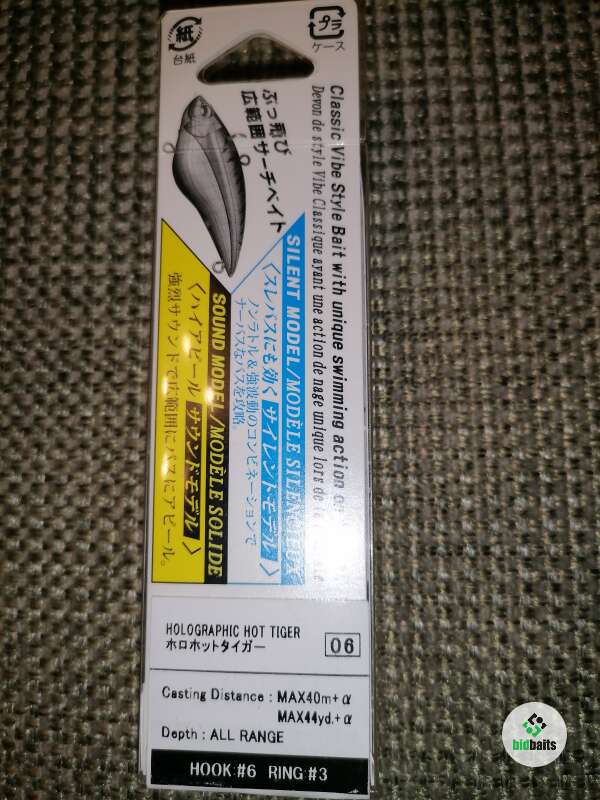 紙
台紙
プラ
ケース
Classic Vibe Style Bait with unique swimming action
Devon de style Vibe Classique ayant une action de nage unique lors de
ぶっ飛び
広範囲サーチベイト
SILENT MODEL/MODÈLE SILENCIEUX
〈スレバスにも効くサイレントモデル〉
ノンラトル&強波動のコンビネーションで
ナーバスなバスを攻略
SOUND MODEL/MODÈLE SOLIDE
〈ハイアピールサウンドモデル〉
強烈サウンドで広範囲にバスにアピール。
HOLOGRAPHIC HOT TIGER
ホロホットタイガー
06
Casting Distance : MAX40m+α
MAX44yd.+α
Depth : ALL RANGE
HOOK:#6 RING:#3
bidbaits